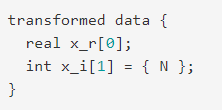 transformed data {
  real x_r[0];
  int x_i[1] = { N };
}